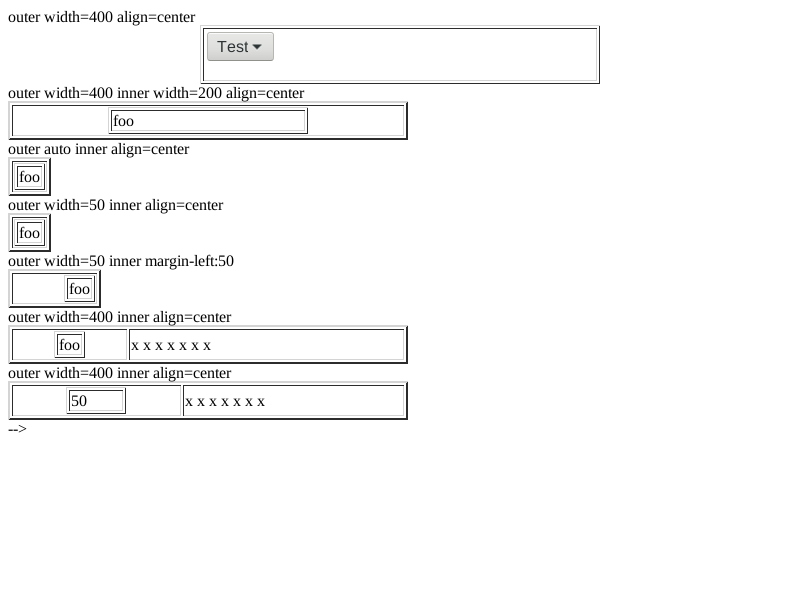 outer width=400 align=center
Test
outer width=400 inner width=200 align=center
foo
outer auto inner align=center
foo
outer width=50 inner align=center
foo
outer width=50 inner margin-left:50
foo
outer width=400 inner align=center
foo x x x x x x x
outer width=400 inner align=center
50 x x x x x x x
-->